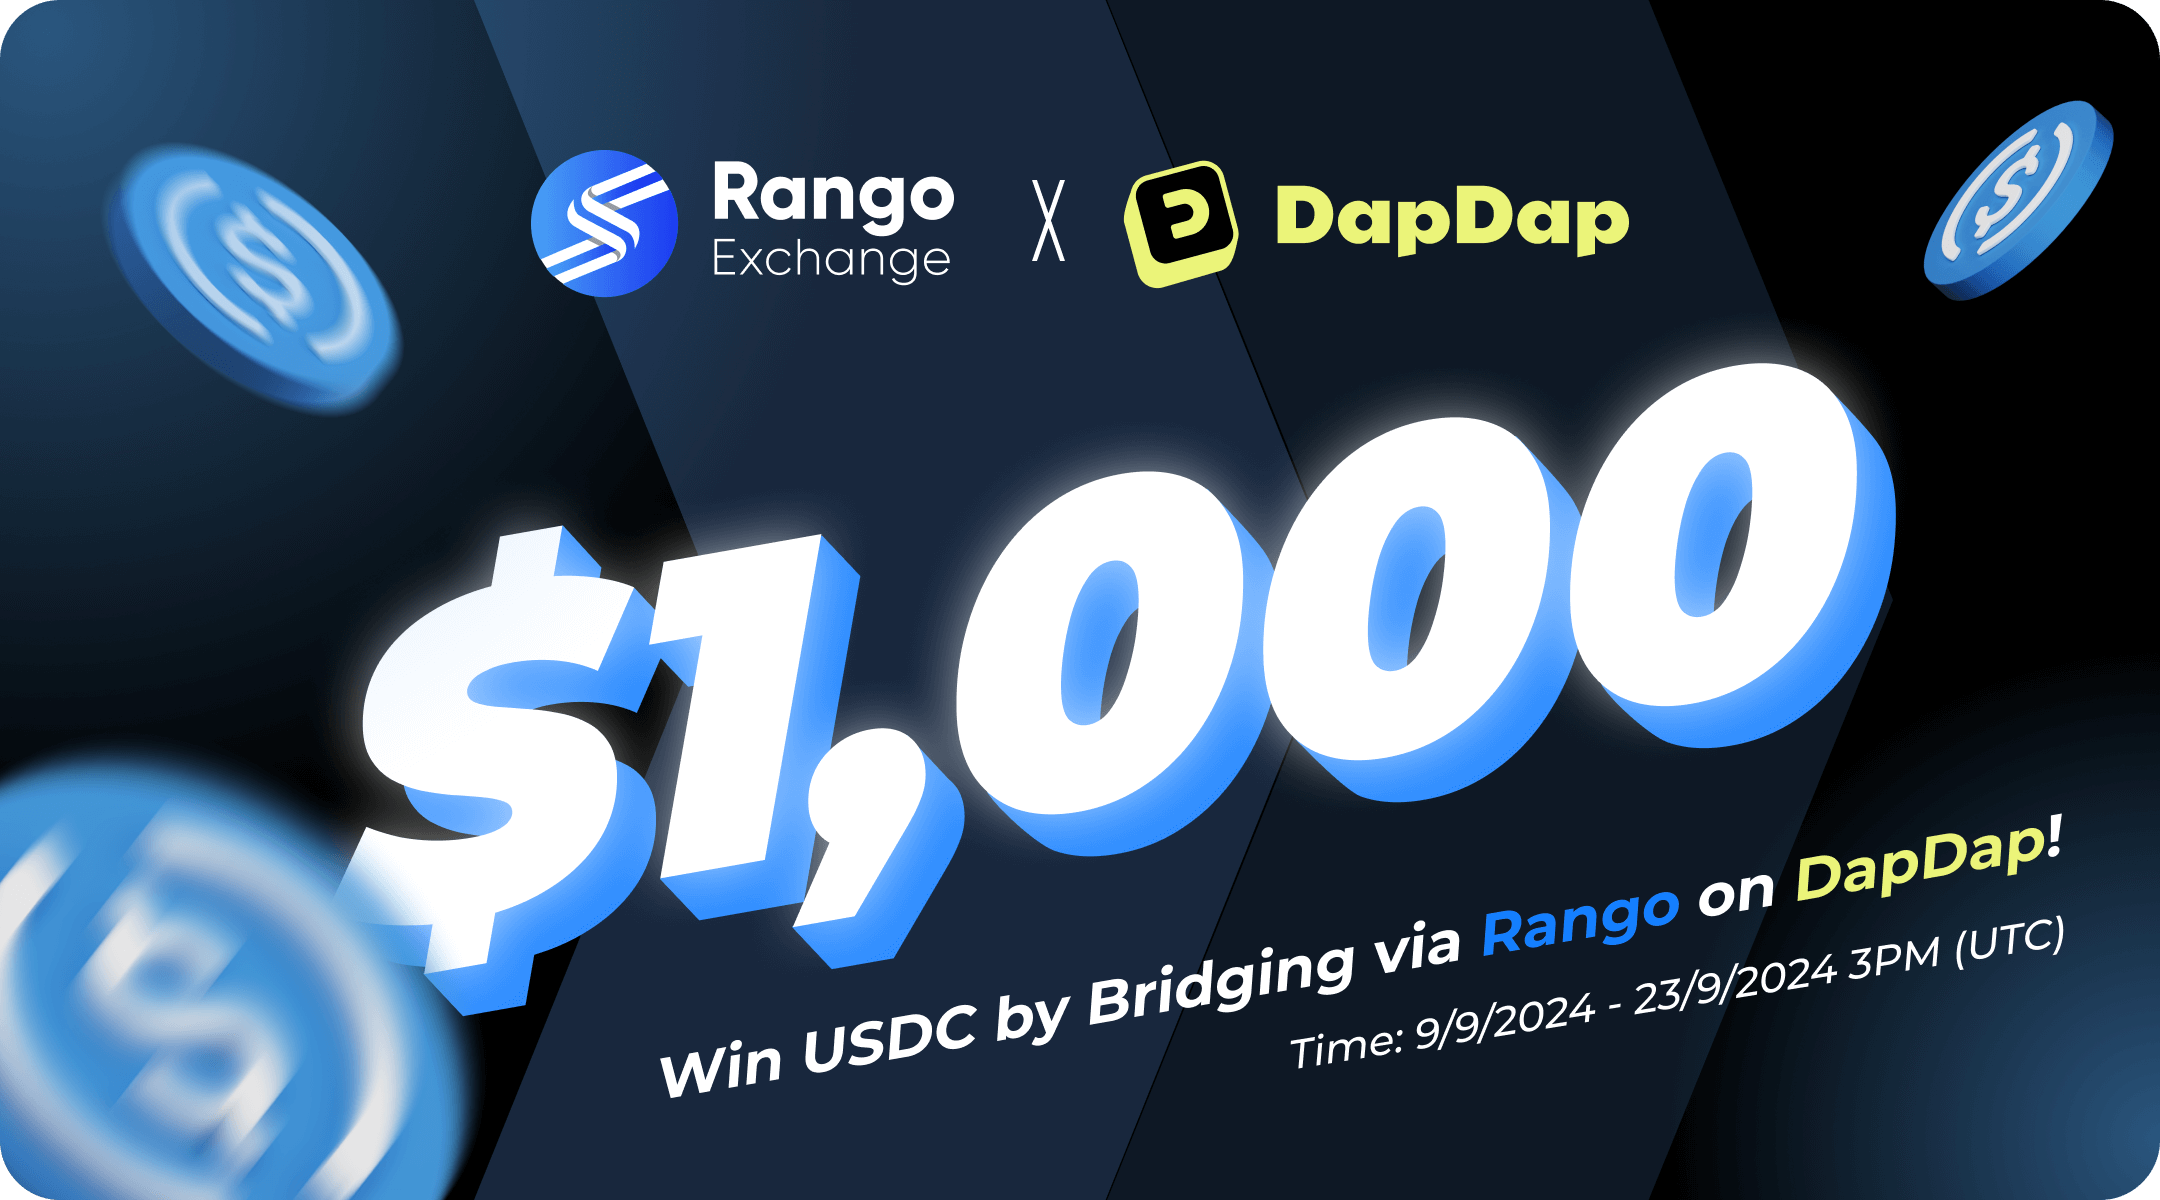 Rango
Exchange
X
DapDap
$1,000
Win USDC by Bridging via Rango on DapDap!
Time: 9/9/2024 - 23/9/2024 3PM (UTC)